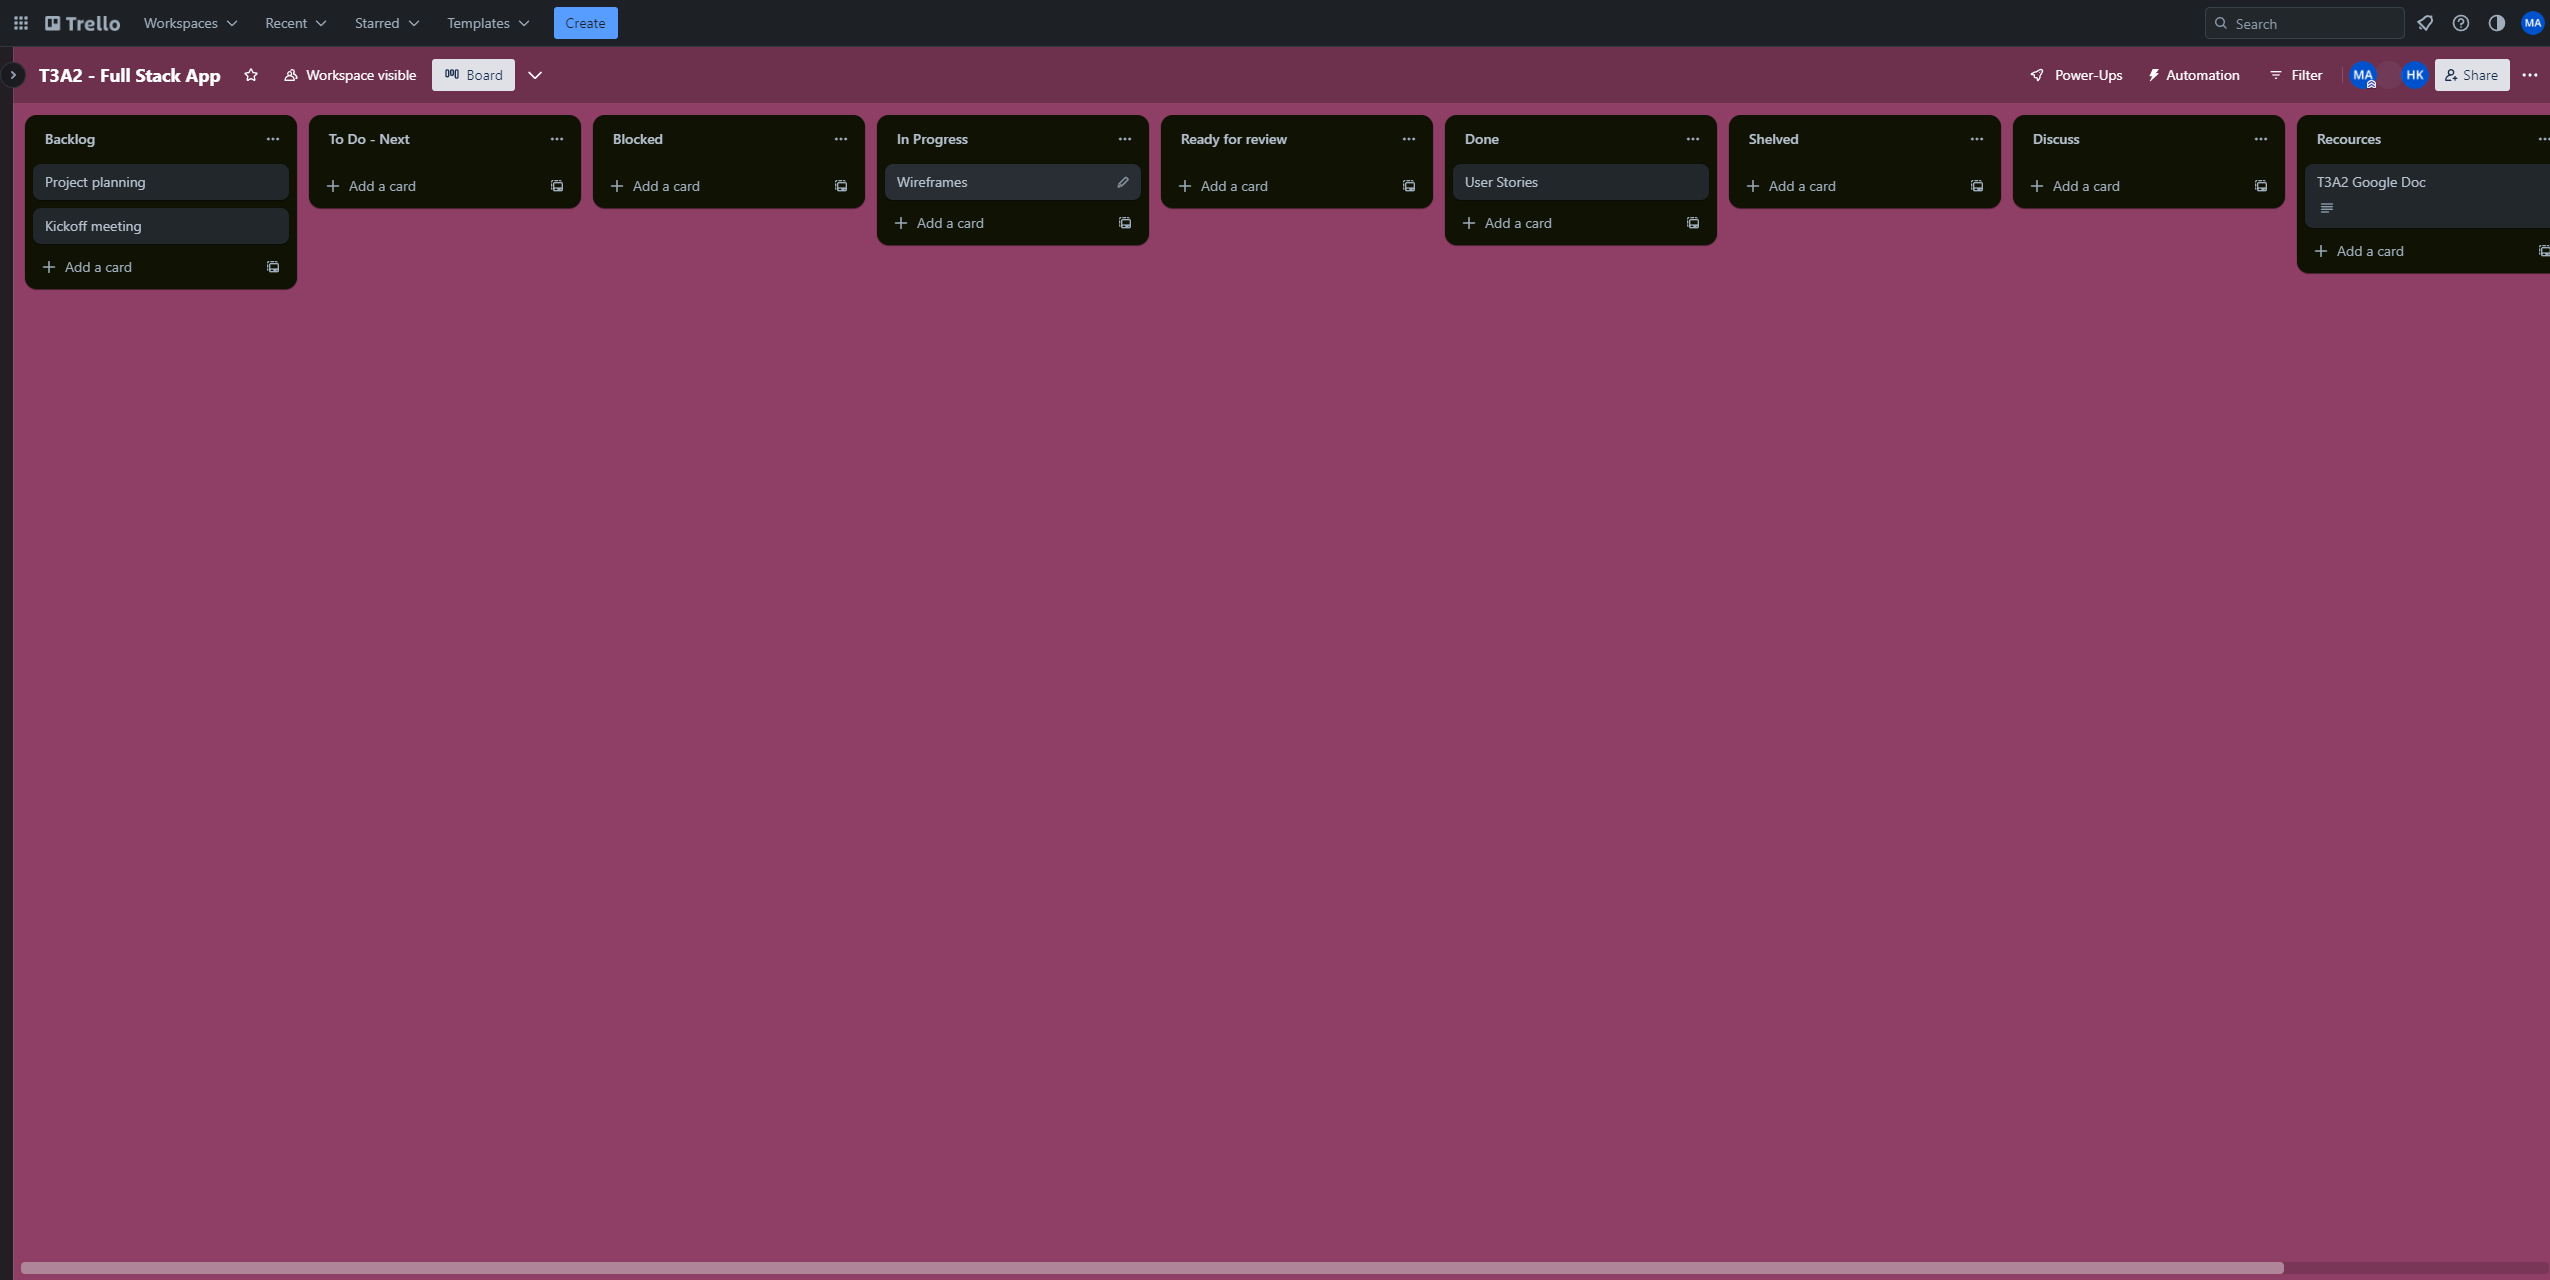 Trello Workspaces Recent Starred Templates Create Search MA
T3A2 - Full Stack App Workspace visible Board Power-Ups Automation Filter MA HK Share
Backlog
Project planning
Kickoff meeting
Add a card
To Do - Next
Add a card
Blocked
Add a card
In Progress
Wireframes
Add a card
Ready for review
Add a card
Done
User Stories
Add a card
Shelved
Add a card
Discuss
Add a card
Recources
T3A2 Google Doc
Add a card